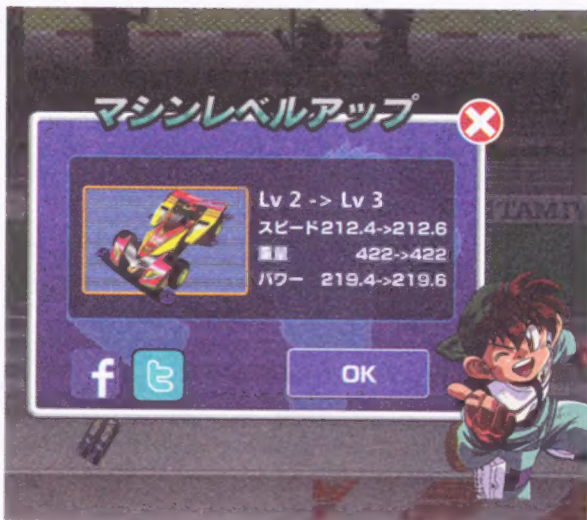 マシンレベルアップ
Lv 2 -> Lv 3
スピード212.4->212.6
重量 422->422
パワー 219.4->219.6
f t
OK